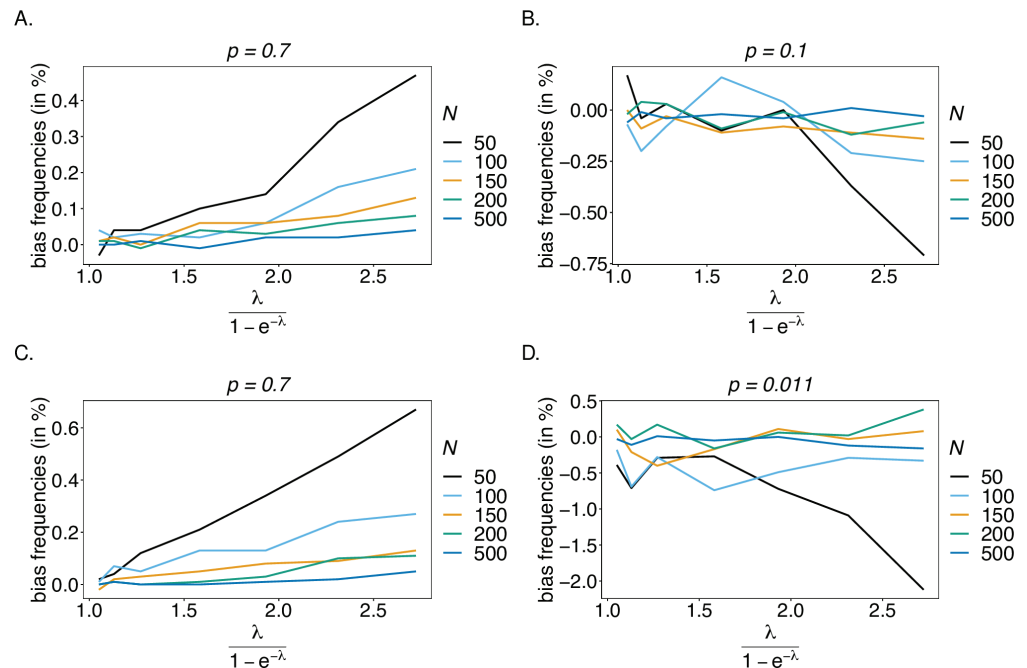 A.
p = 0.7
bias frequencies (in %)
0.4
0.3
0.2
0.1
0.0
1.0 1.5 2.0 2.5
λ
1 − e−λ
N
50
100
150
200
500
B.
p = 0.1
bias frequencies (in %)
0.00
−0.25
−0.50
−0.75
1.0 1.5 2.0 2.5
λ
1 − e−λ
N
50
100
150
200
500
C.
p = 0.7
bias frequencies (in %)
0.6
0.4
0.2
0.0
1.0 1.5 2.0 2.5
λ
1 − e−λ
N
50
100
150
200
500
D.
p = 0.011
bias frequencies (in %)
0.5
0.0
−0.5
−1.0
−1.5
−2.0
1.0 1.5 2.0 2.5
λ
1 − e−λ
N
50
100
150
200
500